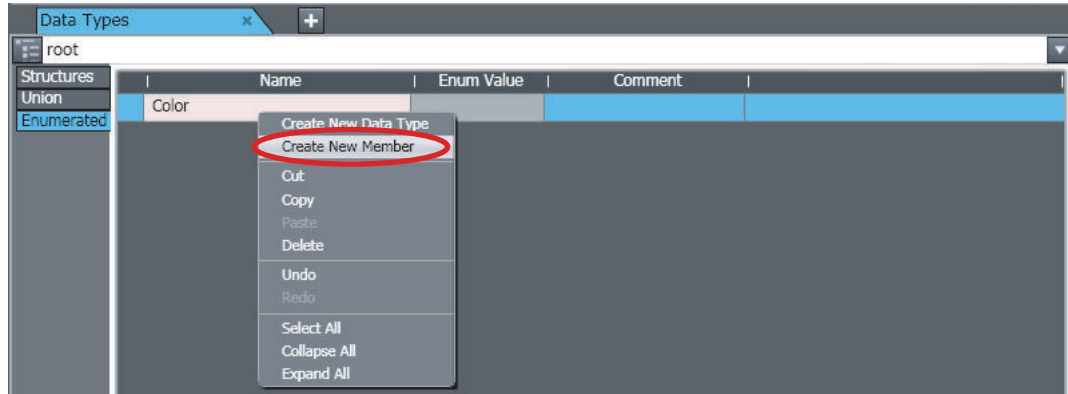 Data Types × +
root
Structures
Union
Enumerated
Name Enum Value Comment
Color
Create New Data Type
Create New Member
Cut
Copy
Paste
Delete
Undo
Redo
Select All
Collapse All
Expand All